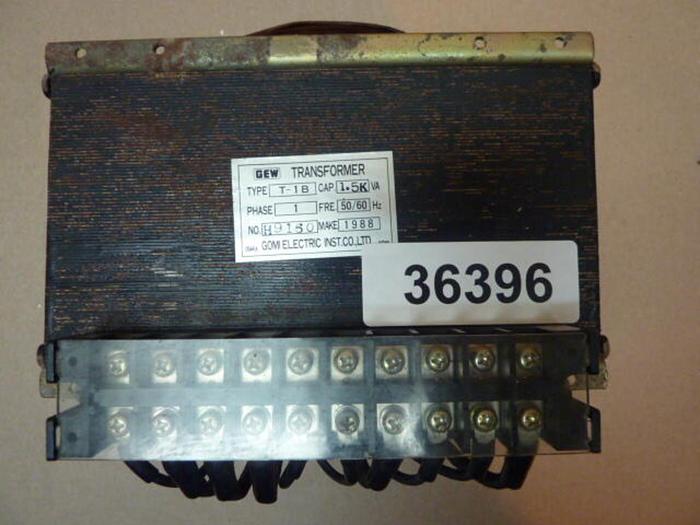 GEW TRANSFORMER
TYPE T-1B CAP 1.5K VA
PHASE 1 FRE 50/60 Hz
NO. H9160 MAKE 1988
GOMI ELECTRIC INST.CO.,LTD.
36396